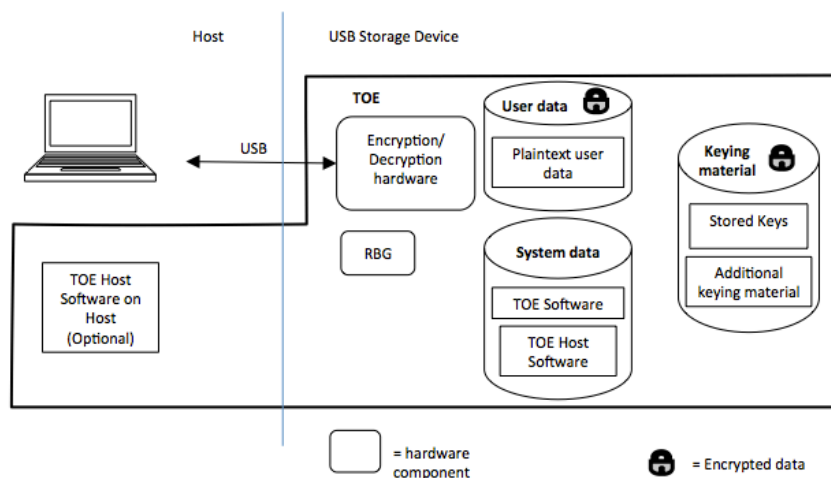 Host
USB Storage Device
TOE
User data
Encryption/
Decryption
hardware
USB
Plaintext user
data
Keying
material
Stored Keys
Additional
keying material
RBG
System data
TOE Software
TOE Host
Software
TOE Host
Software on
Host
(Optional)
= hardware
component
= Encrypted data